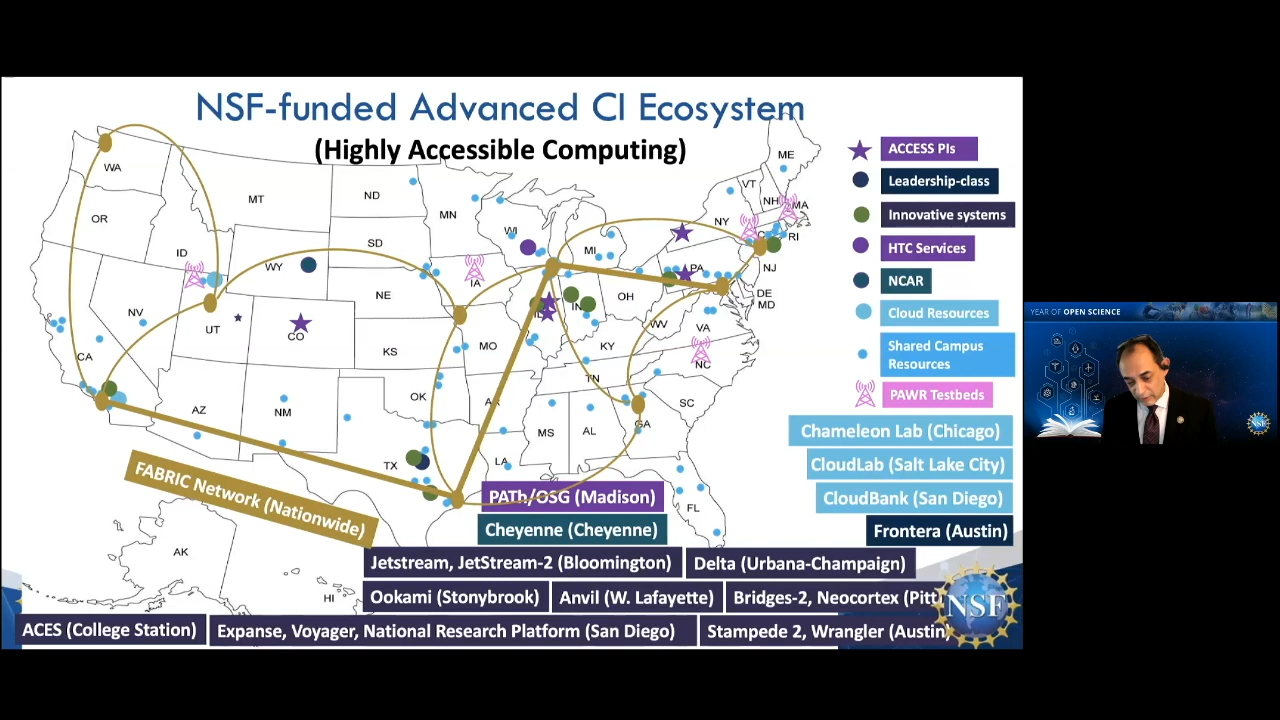 NSF-funded Advanced CI Ecosystem
(Highly Accessible Computing)
WA
OR
CA
NV
ID
MT
WY
UT
AZ
CO
NM
ND
SD
NE
KS
OK
TX
MN
IA
MO
AR
LA
WI
IL
MI
IN
OH
KY
TN
MS
AL
GA
FL
SC
NC
VA
WV
PA
NY
VT
NH
ME
MA
RI
NJ
DE
MD
AK
HI
ACCESS PIs
Leadership-class
Innovative systems
HTC Services
NCAR
Cloud Resources
Shared Campus
Resources
PAWR Testbeds
Chameleon Lab (Chicago)
CloudLab (Salt Lake City)
CloudBank (San Diego)
Frontera (Austin)
FABRIC Network (Nationwide)
PATh/OSG (Madison)
Cheyenne (Cheyenne)
Jetstream, JetStream-2 (Bloomington)
Delta (Urbana-Champaign)
Ookami (Stonybrook)
Anvil (W. Lafayette)
Bridges-2, Neocortex (Pitt
ACES (College Station)
Expanse, Voyager, National Research Platform (San Diego)
Stampede 2, Wrangler (Austin)
NSF
YEAR OF OPEN SCIENCE
NSF